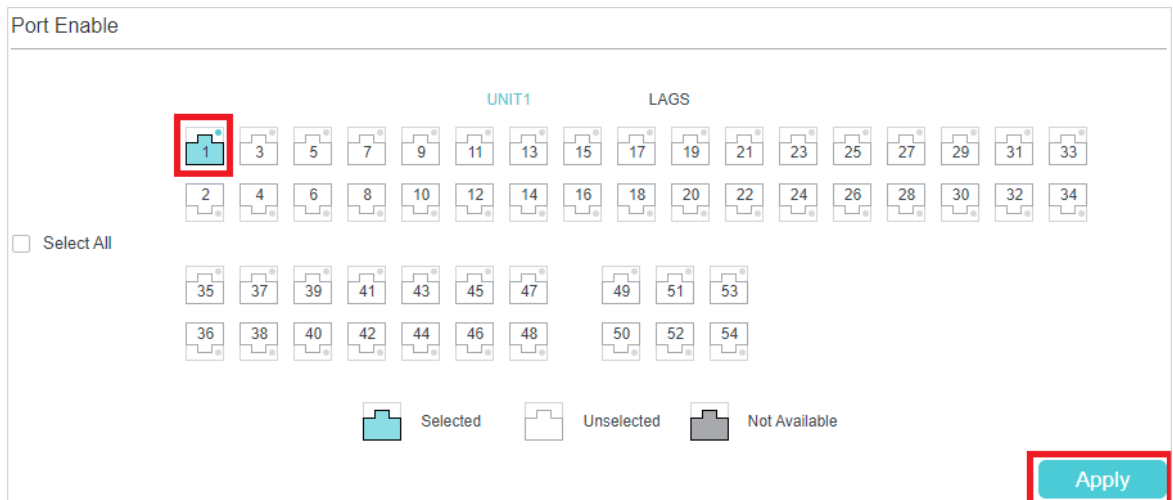 Port Enable
UNIT1 LAGS
1 3 5 7 9 11 13 15 17 19 21 23 25 27 29 31 33
2 4 6 8 10 12 14 16 18 20 22 24 26 28 30 32 34
Select All
35 37 39 41 43 45 47 49 51 53
36 38 40 42 44 46 48 50 52 54
Selected Unselected Not Available
Apply